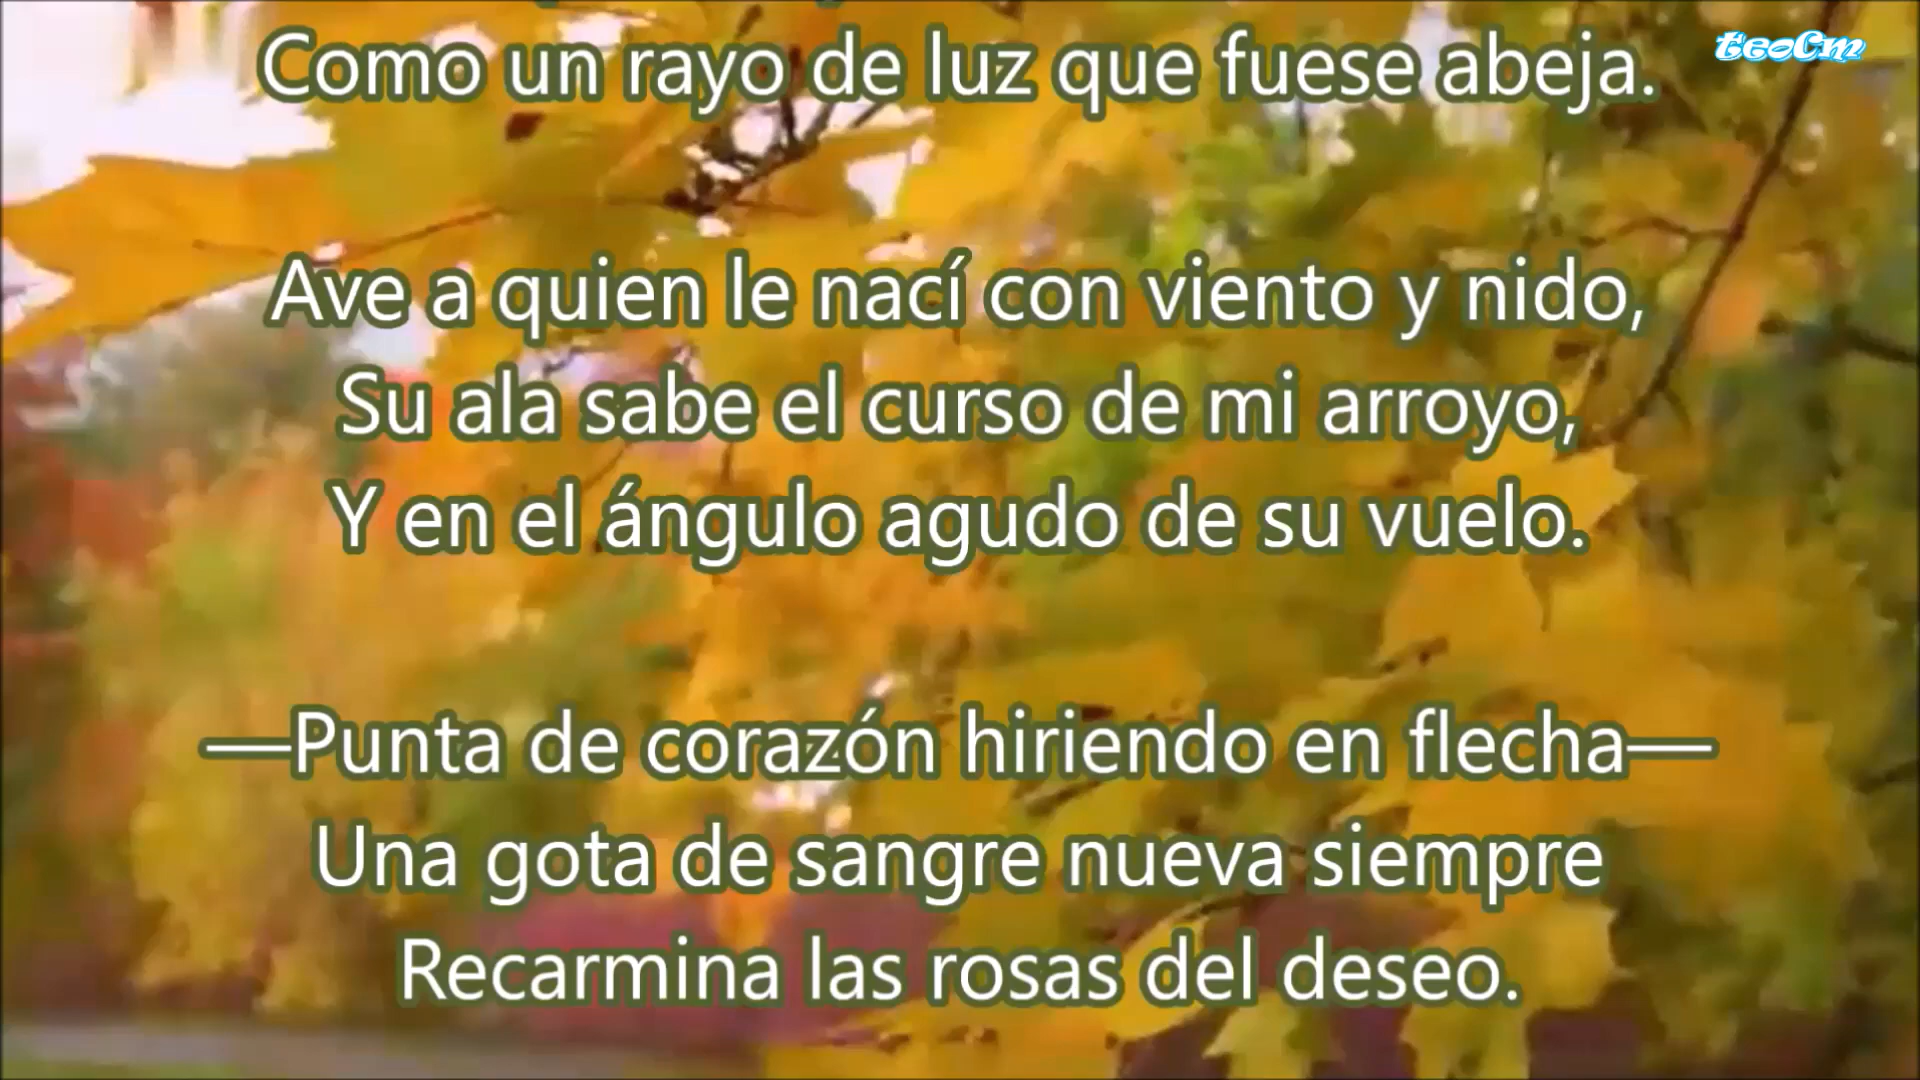 teoCm
Como un rayo de luz que fuese abeja.
Ave a quien le nací con viento y nido,
Su ala sabe el curso de mi arroyo,
Y en el ángulo agudo de su vuelo.
—Punta de corazón hiriendo en flecha—
Una gota de sangre nueva siempre
Recarmina las rosas del deseo.